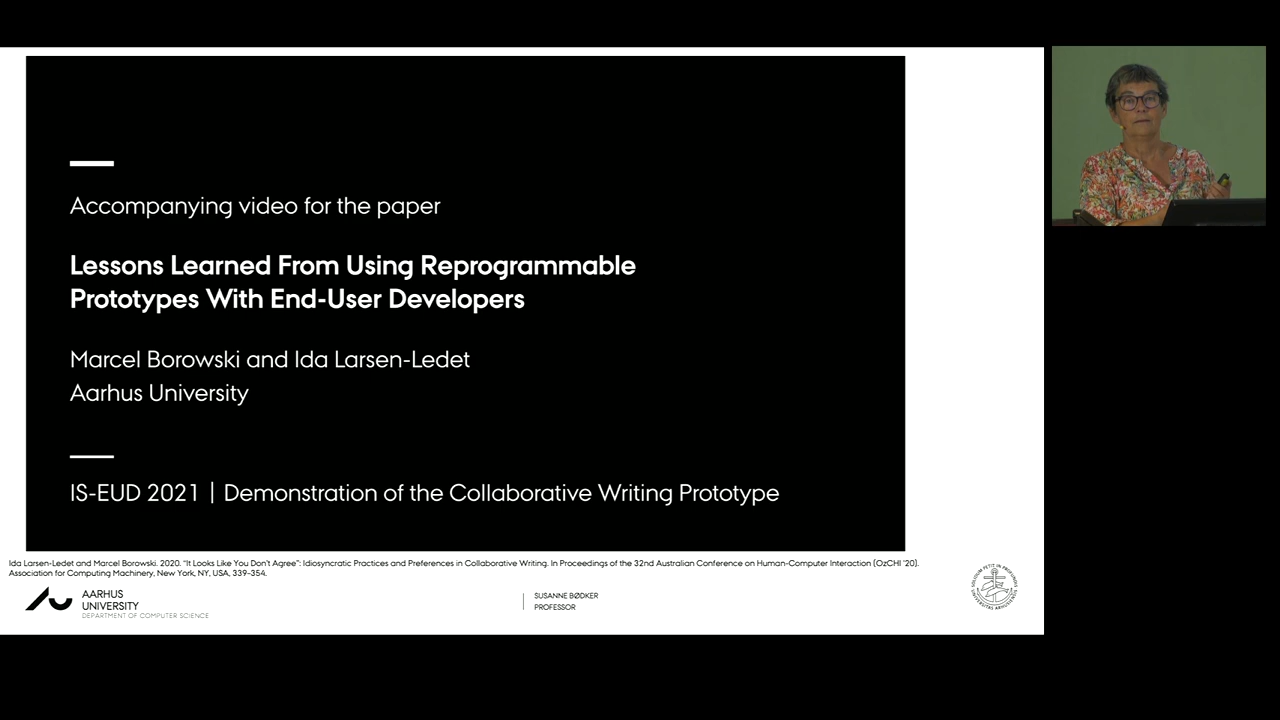 Accompanying video for the paper
Lessons Learned From Using Reprogrammable
Prototypes With End-User Developers
Marcel Borowski and Ida Larsen-Ledet
Aarhus University
IS-EUD 2021 | Demonstration of the Collaborative Writing Prototype
Ida Larsen-Ledet and Marcel Borowski. 2020. "It Looks Like You Don't Agree": Idiosyncratic Practices and Preferences in Collaborative Writing. In Proceedings of the 32nd Australian Conference on Human-Computer Interaction (OzCHI '20).
Association for Computing Machinery, New York, NY, USA, 339-354.
AARHUS
UNIVERSITY
DEPARTMENT OF COMPUTER SCIENCE
SUSANNE BØDKER
PROFESSOR